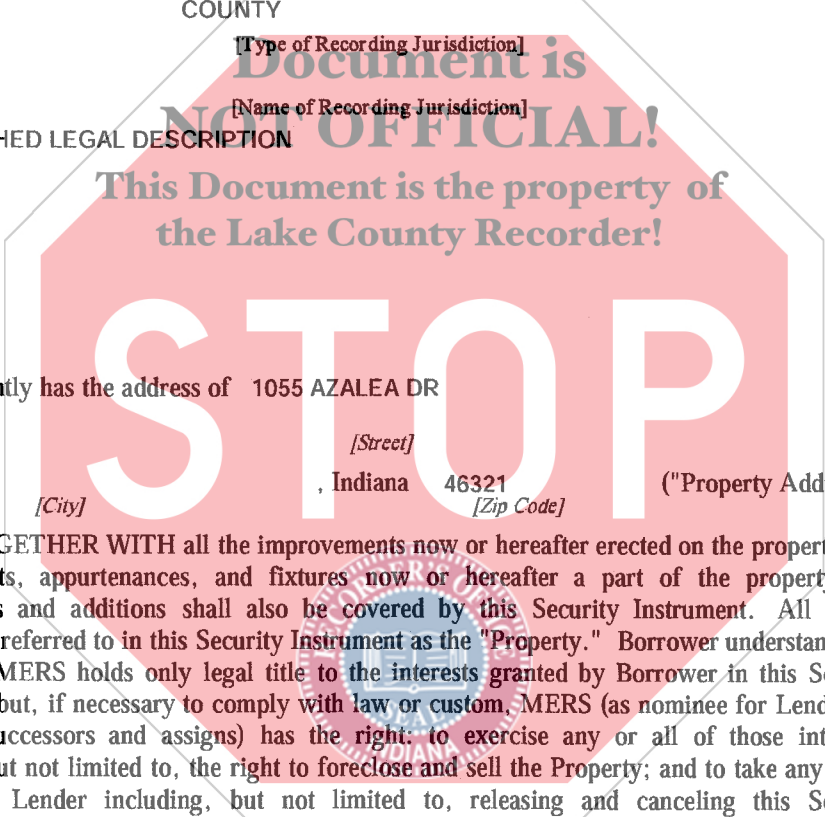 COUNTY
[Type of Recording Jurisdiction]
Document is
[Name of Recording Jurisdiction]
NOT OFFICIAL!
HED LEGAL DESCRIPTION
This Document is the property of
the Lake County Recorder!
STOP
ntly has the address of 1055 AZALEA DR
[Street]
, Indiana 46321 ("Property Add
[City] [Zip Code]
GETHER WITH all the improvements now or hereafter erected on the propert
ts, appurtenances, and fixtures now or hereafter a part of the property
s and additions shall also be covered by this Security Instrument. All
referred to in this Security Instrument as the "Property." Borrower understan
MERS holds only legal title to the interests granted by Borrower in this Se
but, if necessary to comply with law or custom, MERS (as nominee for Lend
uccessors and assigns) has the right: to exercise any or all of those int
ut not limited to, the right to foreclose and sell the Property; and to take any
Lender including, but not limited to, releasing and canceling this Se
RECORDER'S OFFICE
SEAL
INDIANA